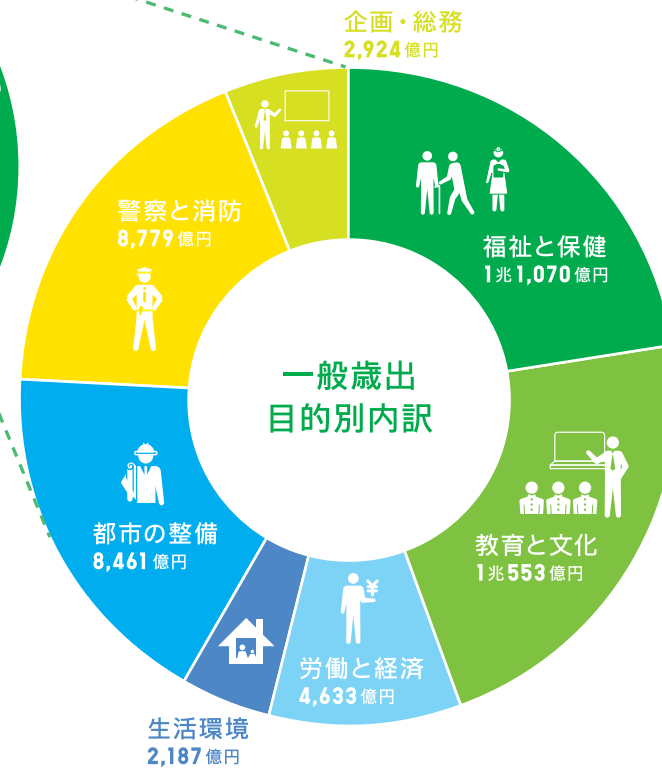 企画・総務
2,924億円
福祉と保健
1兆1,070億円
警察と消防
8,779億円
一般歳出
目的別内訳
教育と文化
1兆553億円
都市の整備
8,461億円
¥
労働と経済
4,633億円
生活環境
2,187億円